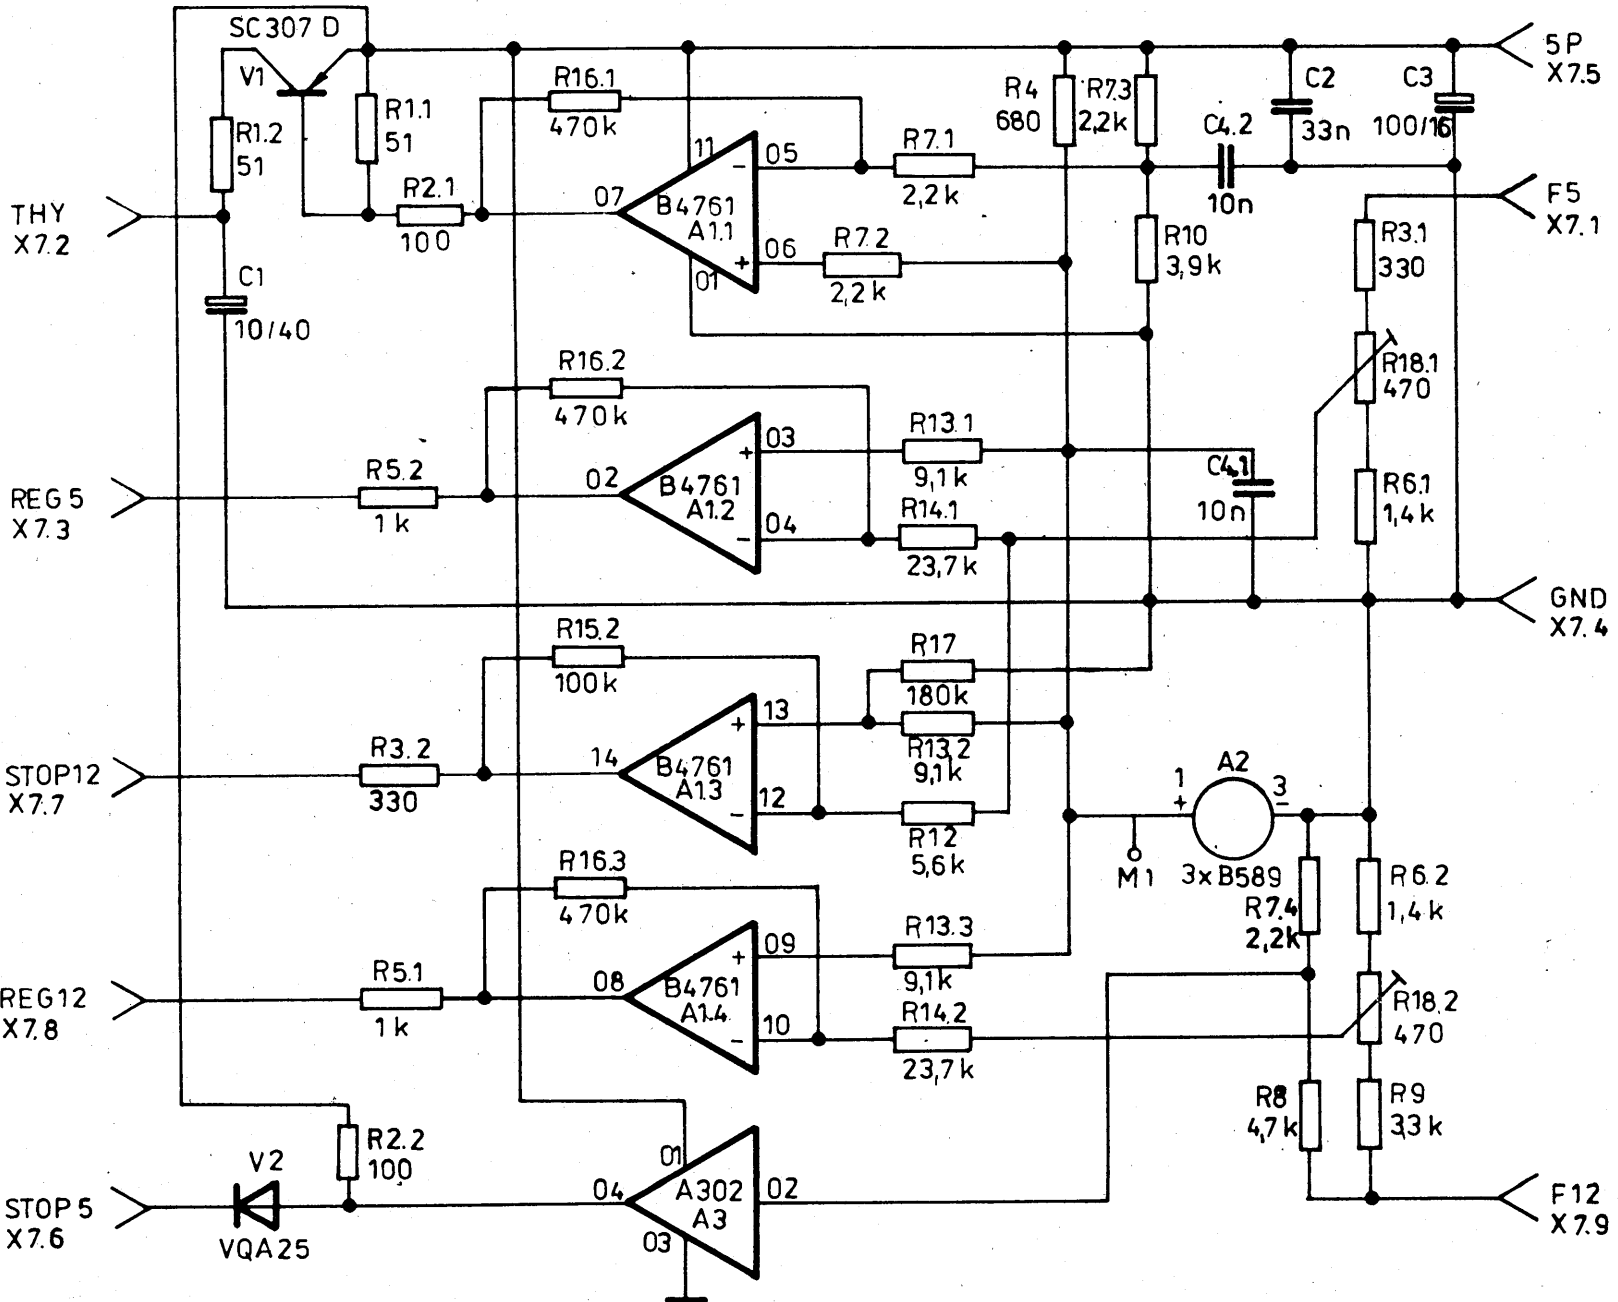 SC307 D
V1
R1.2
51
R1.1
51
R2.1
100
R16.1
470k
07
11
B4761
A1.1
01
05
-
06
+
R7.1
2,2k
R7.2
2,2k
R4
680
R7.3
2,2k
C4.2
10n
C2
33n
C3
100/16
5P
X7.5
F5
X7.1
R10
3,9k
R3.1
330
R18.1
470
R6.1
1,4k
THY
X7.2
C1
10/40
R16.2
470k
R5.2
1k
REG5
X7.3
02
B4761
A1.2
03
+
04
-
R13.1
9,1k
R14.1
23,7k
C4.1
10n
GND
X7.4
R15.2
100k
R3.2
330
STOP12
X7.7
14
B4761
A1.3
13
+
12
-
R17
180k
R13.2
9,1k
R12
5,6k
A2
1
+
3
-
3xB589
M1
R7.4
2,2k
R6.2
1,4k
R16.3
470k
R5.1
1k
REG12
X7.8
08
B4761
A1.4
09
+
10
-
R13.3
9,1k
R14.2
23,7k
R18.2
470
R8
4,7k
R9
3,3k
R2.2
100
V2
VQA25
STOP5
X7.6
04
01
A302
A3
03
02
F12
X7.9